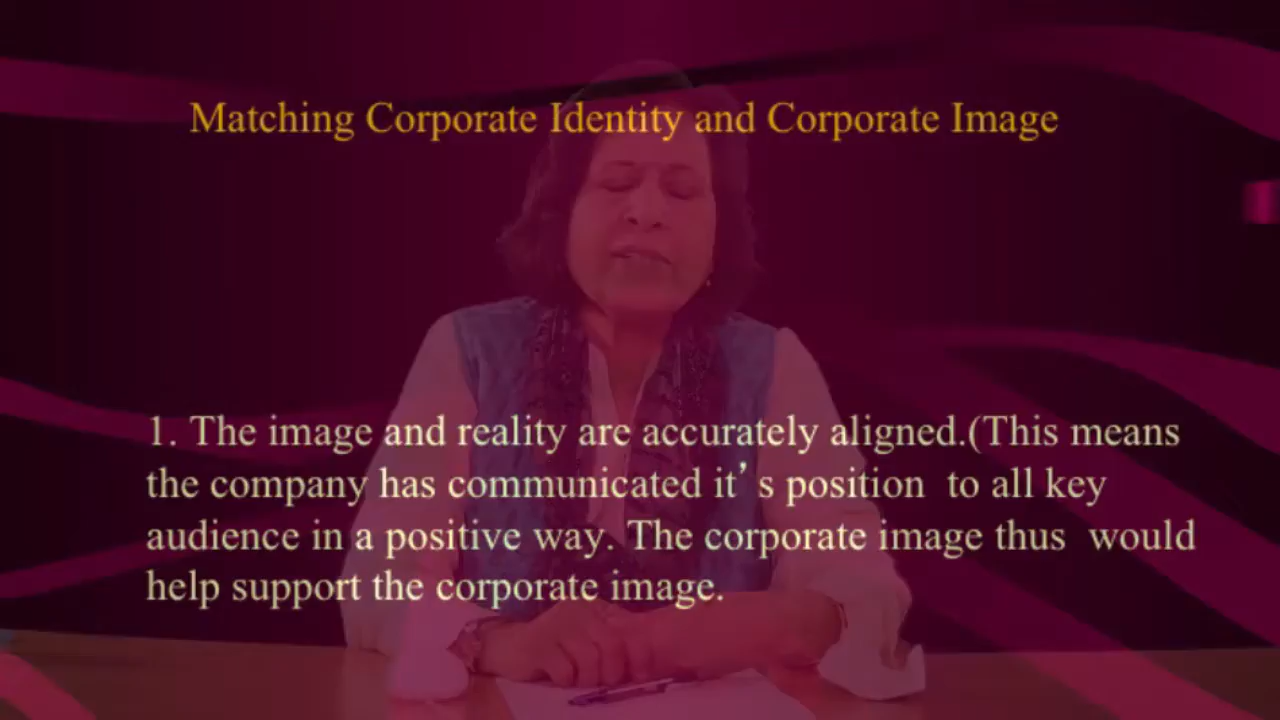 Matching Corporate Identity and Corporate Image
1. The image and reality are accurately aligned.(This means
the company has communicated it’ s position  to all key
audience in a positive way. The corporate image thus  would
help support the corporate image.